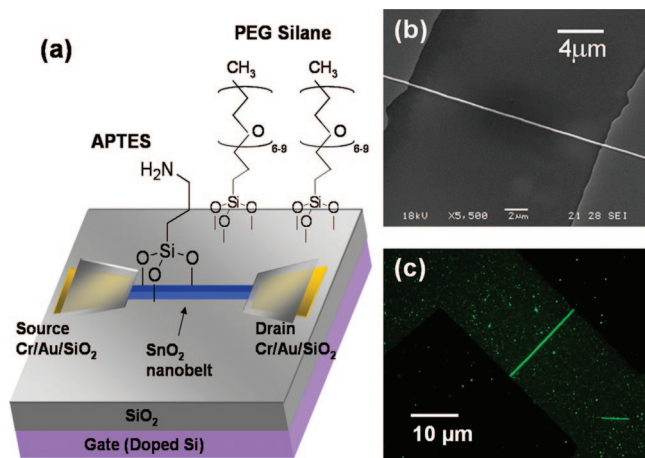 (a)
PEG Silane
CH₃
CH₃
O
O
6-9
6-9
APTES
H₂N
Si
Si
O
O
O
O
O
O
Si
O
O
O
Source
Cr/Au/SiO₂
SnO₂
nanobelt
Drain
Cr/Au/SiO₂
SiO₂
Gate (Doped Si)
(b)
4μm
18kV X5,500 2μm 21 28 SEI
(c)
10 μm